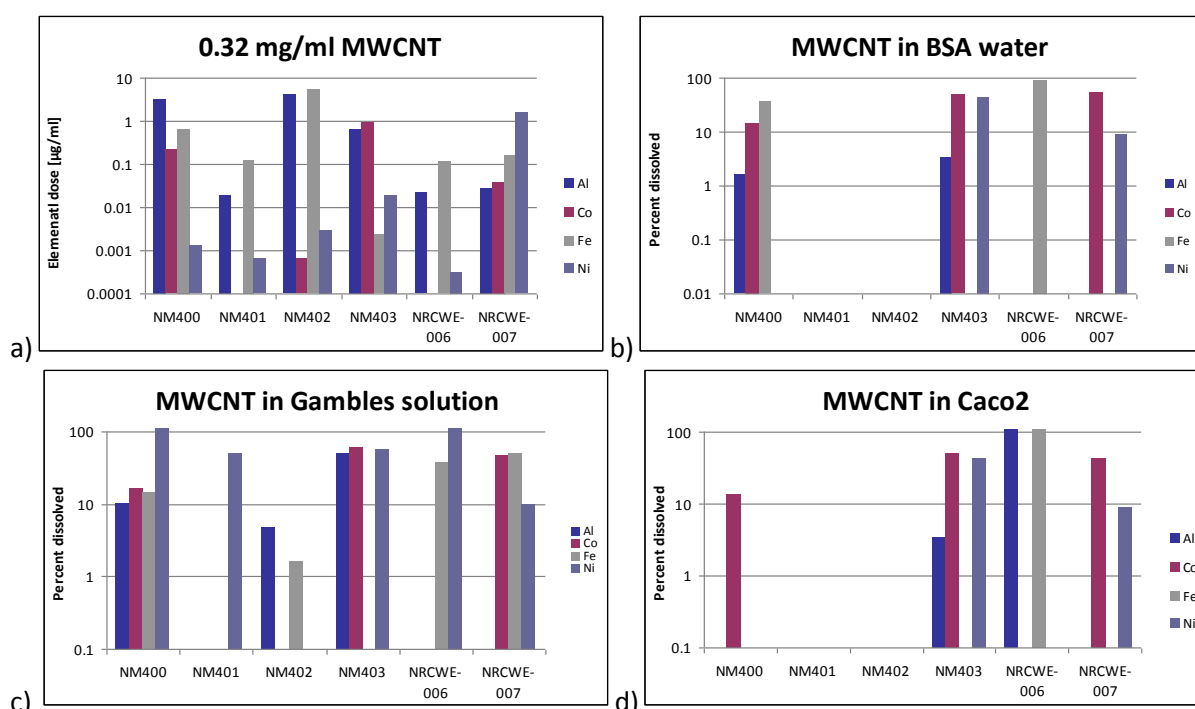 0.32 mg/ml MWCNT
Elemenatl dose [µg/ml]
10
1
0.1
0.01
0.001
0.0001
NM400 NM401 NM402 NM403 NRCWE- NRCWE-
006 007
Al
Co
Fe
Ni
a)
MWCNT in BSA water
Percent dissolved
100
10
1
0.1
0.01
NM400 NM401 NM402 NM403 NRCWE- NRCWE-
006 007
Al
Co
Fe
Ni
b)
MWCNT in Gambles solution
Percent dissolved
100
10
1
0.1
NM400 NM401 NM402 NM403 NRCWE- NRCWE-
006 007
Al
Co
Fe
Ni
c)
MWCNT in Caco2
Percent dissolved
100
10
1
0.1
NM400 NM401 NM402 NM403 NRCWE- NRCWE-
006 007
Al
Co
Fe
Ni
d)